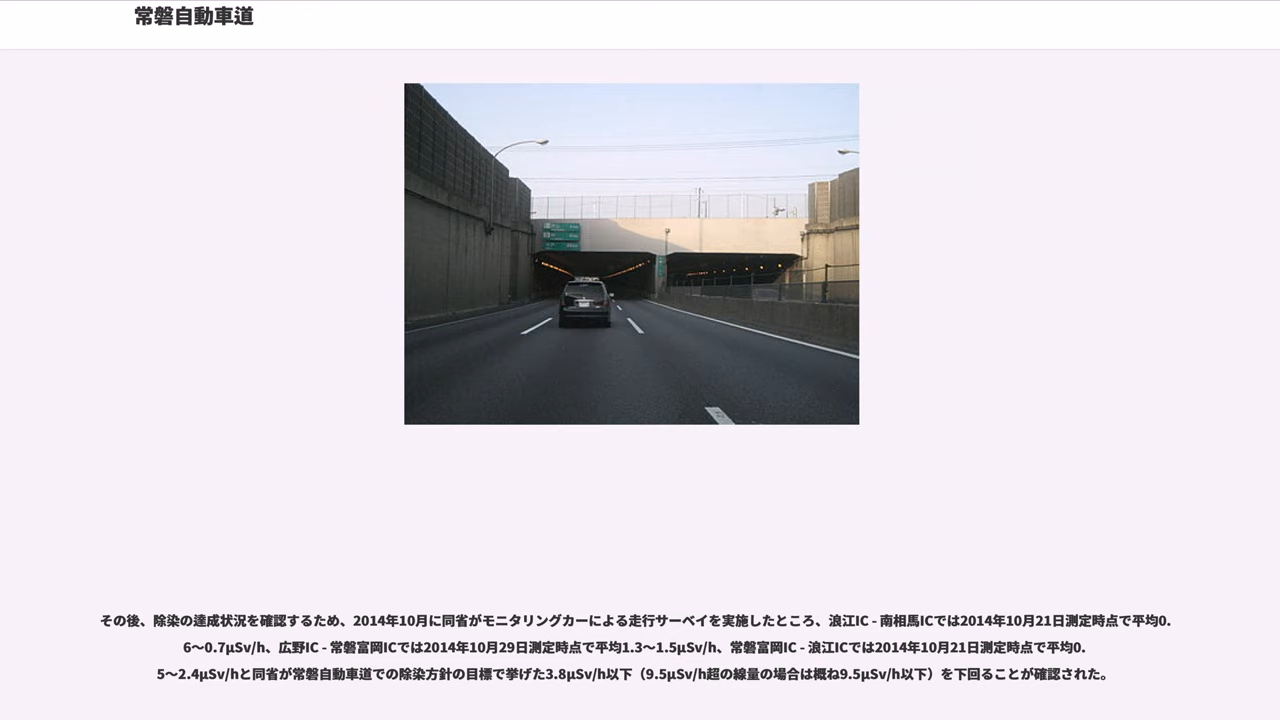 常磐自動車道
その後、除染の達成状況を確認するため、2014年10月に同省がモニタリングカーによる走行サーベイを実施したところ、浪江IC - 南相馬ICでは2014年10月21日測定時点で平均0.
6〜0.7μSv/h、広野IC - 常磐富岡ICでは2014年10月29日測定時点で平均1.3〜1.5μSv/h、常磐富岡IC - 浪江ICでは2014年10月21日測定時点で平均0.
5〜2.4μSv/hと同省が常磐自動車道での除染方針の目標で挙げた3.8μSv/h以下（9.5μSv/h超の線量の場合は概ね9.5μSv/h以下）を下回ることが確認された。